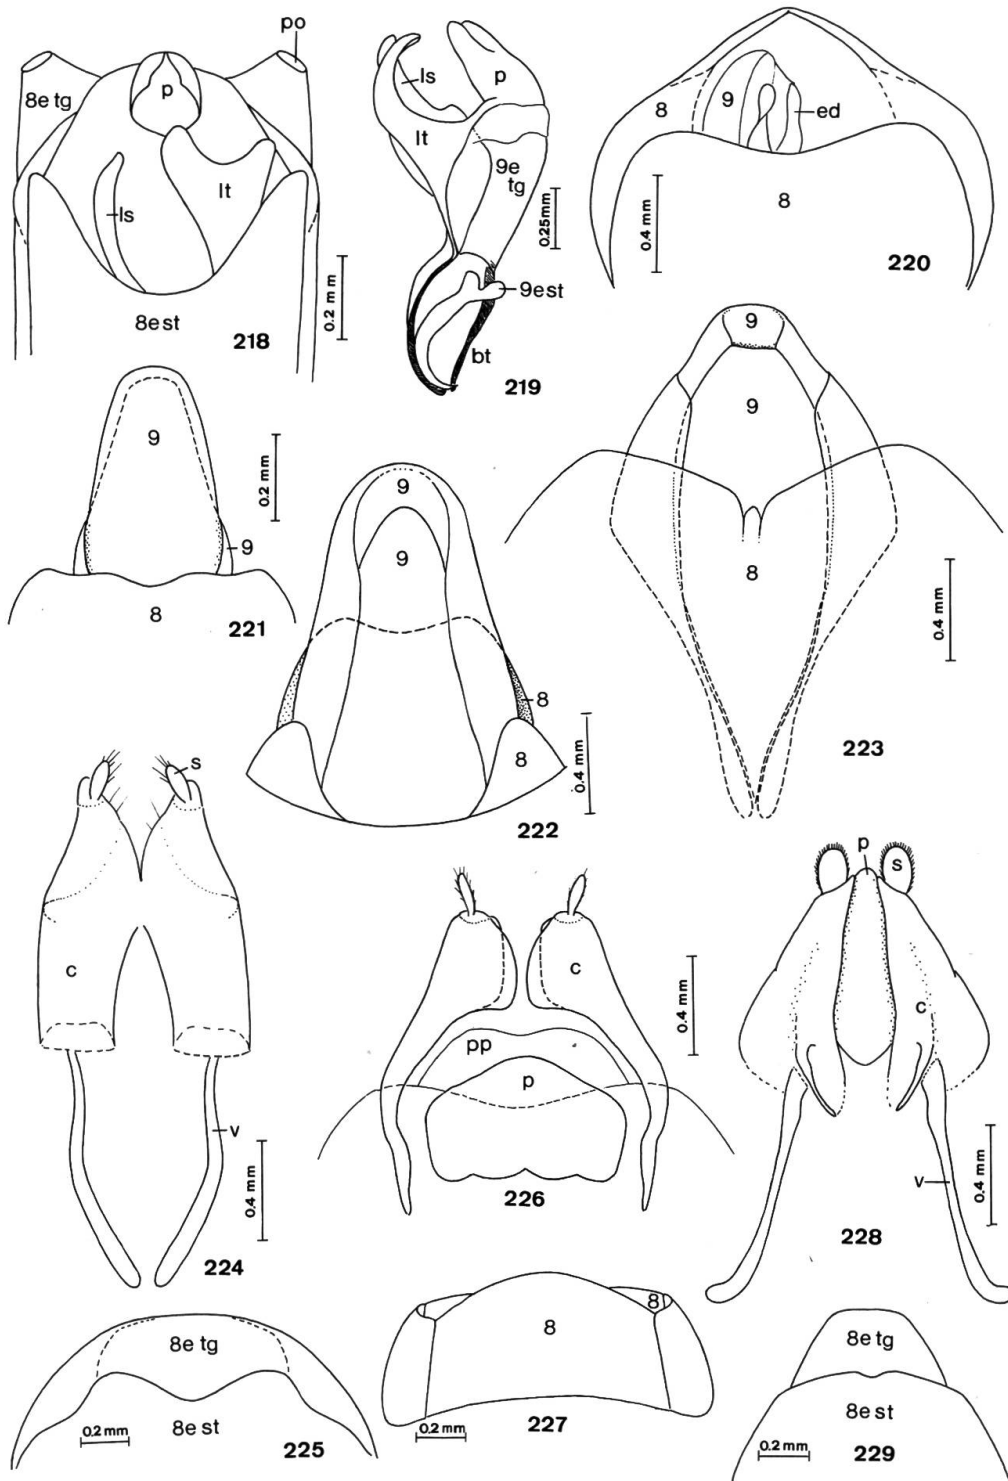 po
8e tg
p
ls
lt
8e st
0.2 mm
218
ls
p
lt
9e tg
0.25mm
9e st
bt
219
8
9
ed
8
0.4 mm
220
9
9
8
0.2 mm
221
9
9
8
8
0.4 mm
222
9
9
8
0.4 mm
223
s
c
v
0.4 mm
224
8e tg
8e st
0.2 mm
225
c
pp
p
0.4 mm
226
8
8
0.2 mm
227
p
s
c
v
0.4 mm
228
8e tg
8e st
0.2 mm
229